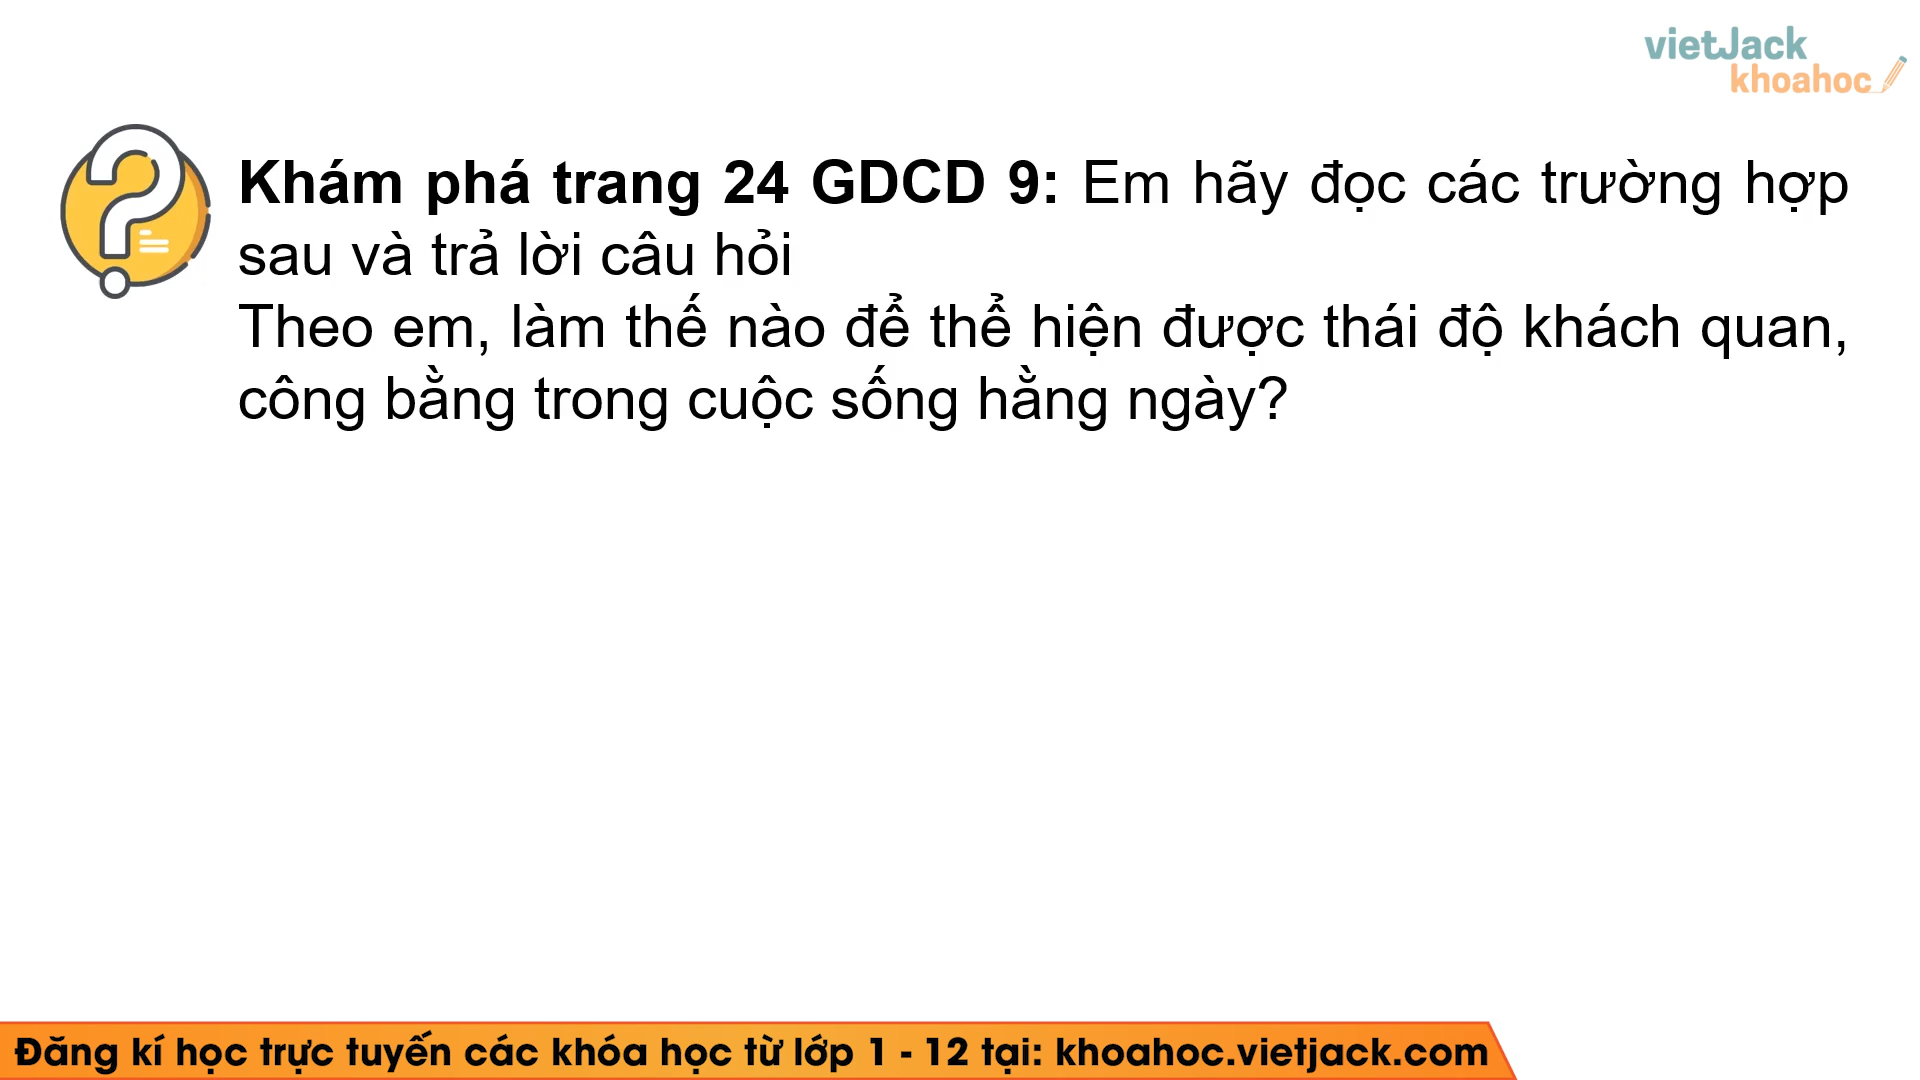 vietJack
khoahoc
Khám phá trang 24 GDCD 9: Em hãy đọc các trường hợp
sau và trả lời câu hỏi
Theo em, làm thế nào để thể hiện được thái độ khách quan,
công bằng trong cuộc sống hằng ngày?
Đăng kí học trực tuyến các khóa học từ lớp 1 - 12 tại: khoahoc.vietjack.com